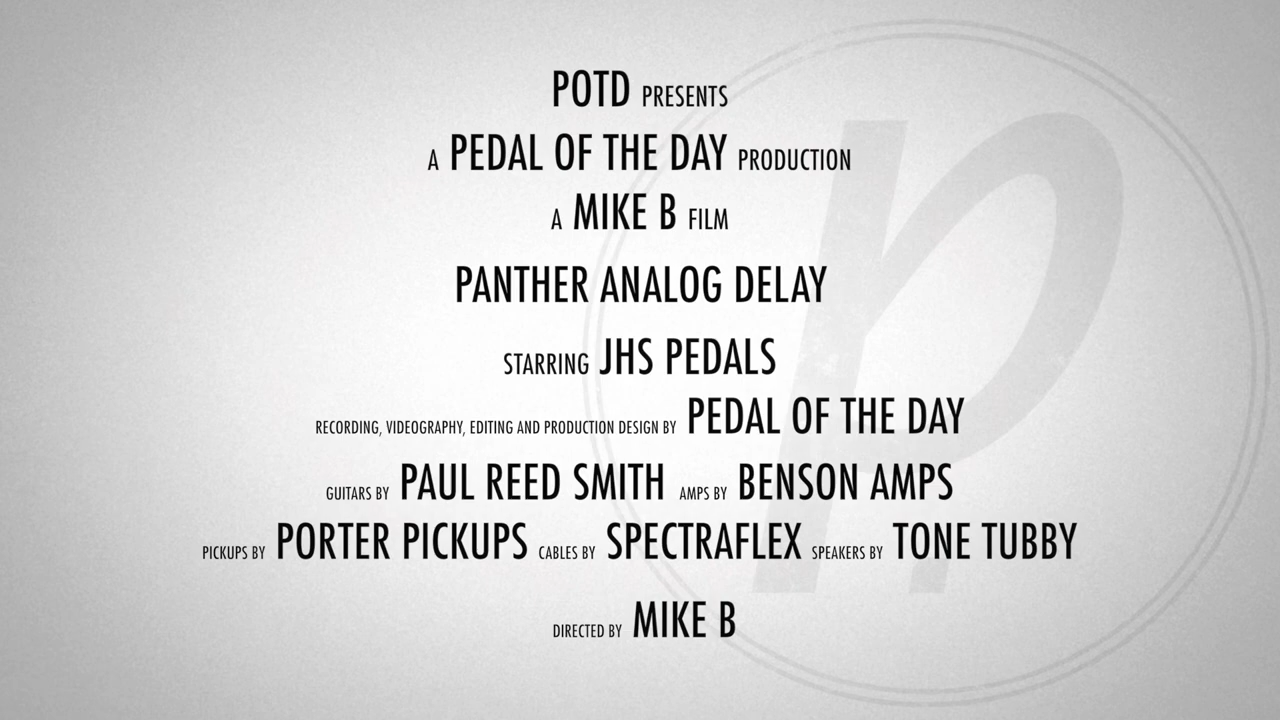 POTD PRESENTS
A PEDAL OF THE DAY PRODUCTION
A MIKE B FILM
PANTHER ANALOG DELAY
STARRING JHS PEDALS
RECORDING, VIDEOGRAPHY, EDITING AND PRODUCTION DESIGN BY PEDAL OF THE DAY
GUITARS BY PAUL REED SMITH AMPS BY BENSON AMPS
PICKUPS BY PORTER PICKUPS CABLES BY SPECTRAFLEX SPEAKERS BY TONE TUBBY
DIRECTED BY MIKE B